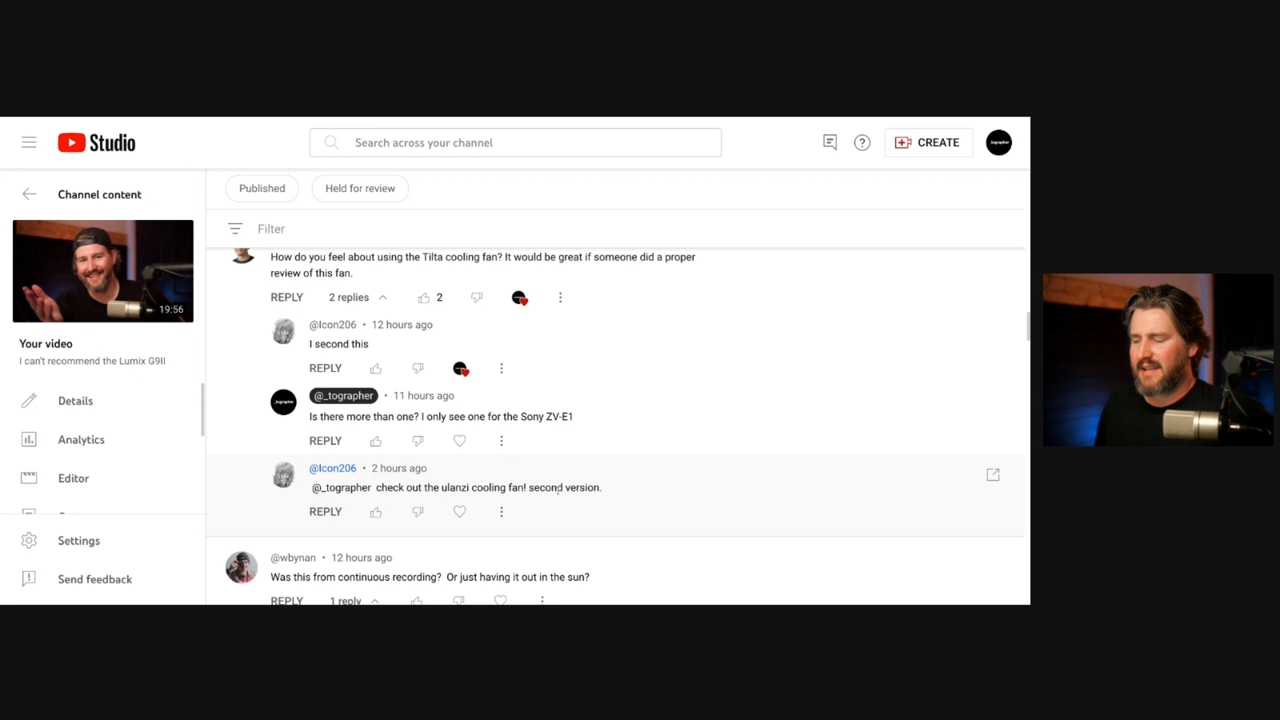 Studio
Search across your channel
CREATE
Channel content
Published
Held for review
Filter
19:56
Your video
I can't recommend the Lumix G9II
Details
Analytics
Editor
Settings
Send feedback
How do you feel about using the Tilta cooling fan? It would be great if someone did a proper
review of this fan.
REPLY 2 replies 2
@Icon206 • 12 hours ago
I second this
REPLY
@_tographer • 11 hours ago
Is there more than one? I only see one for the Sony ZV-E1
REPLY
@Icon206 • 2 hours ago
@_tographer check out the ulanzi cooling fan! second version.
REPLY
@wbynan • 12 hours ago
Was this from continuous recording? Or just having it out in the sun?
REPLY 1 reply